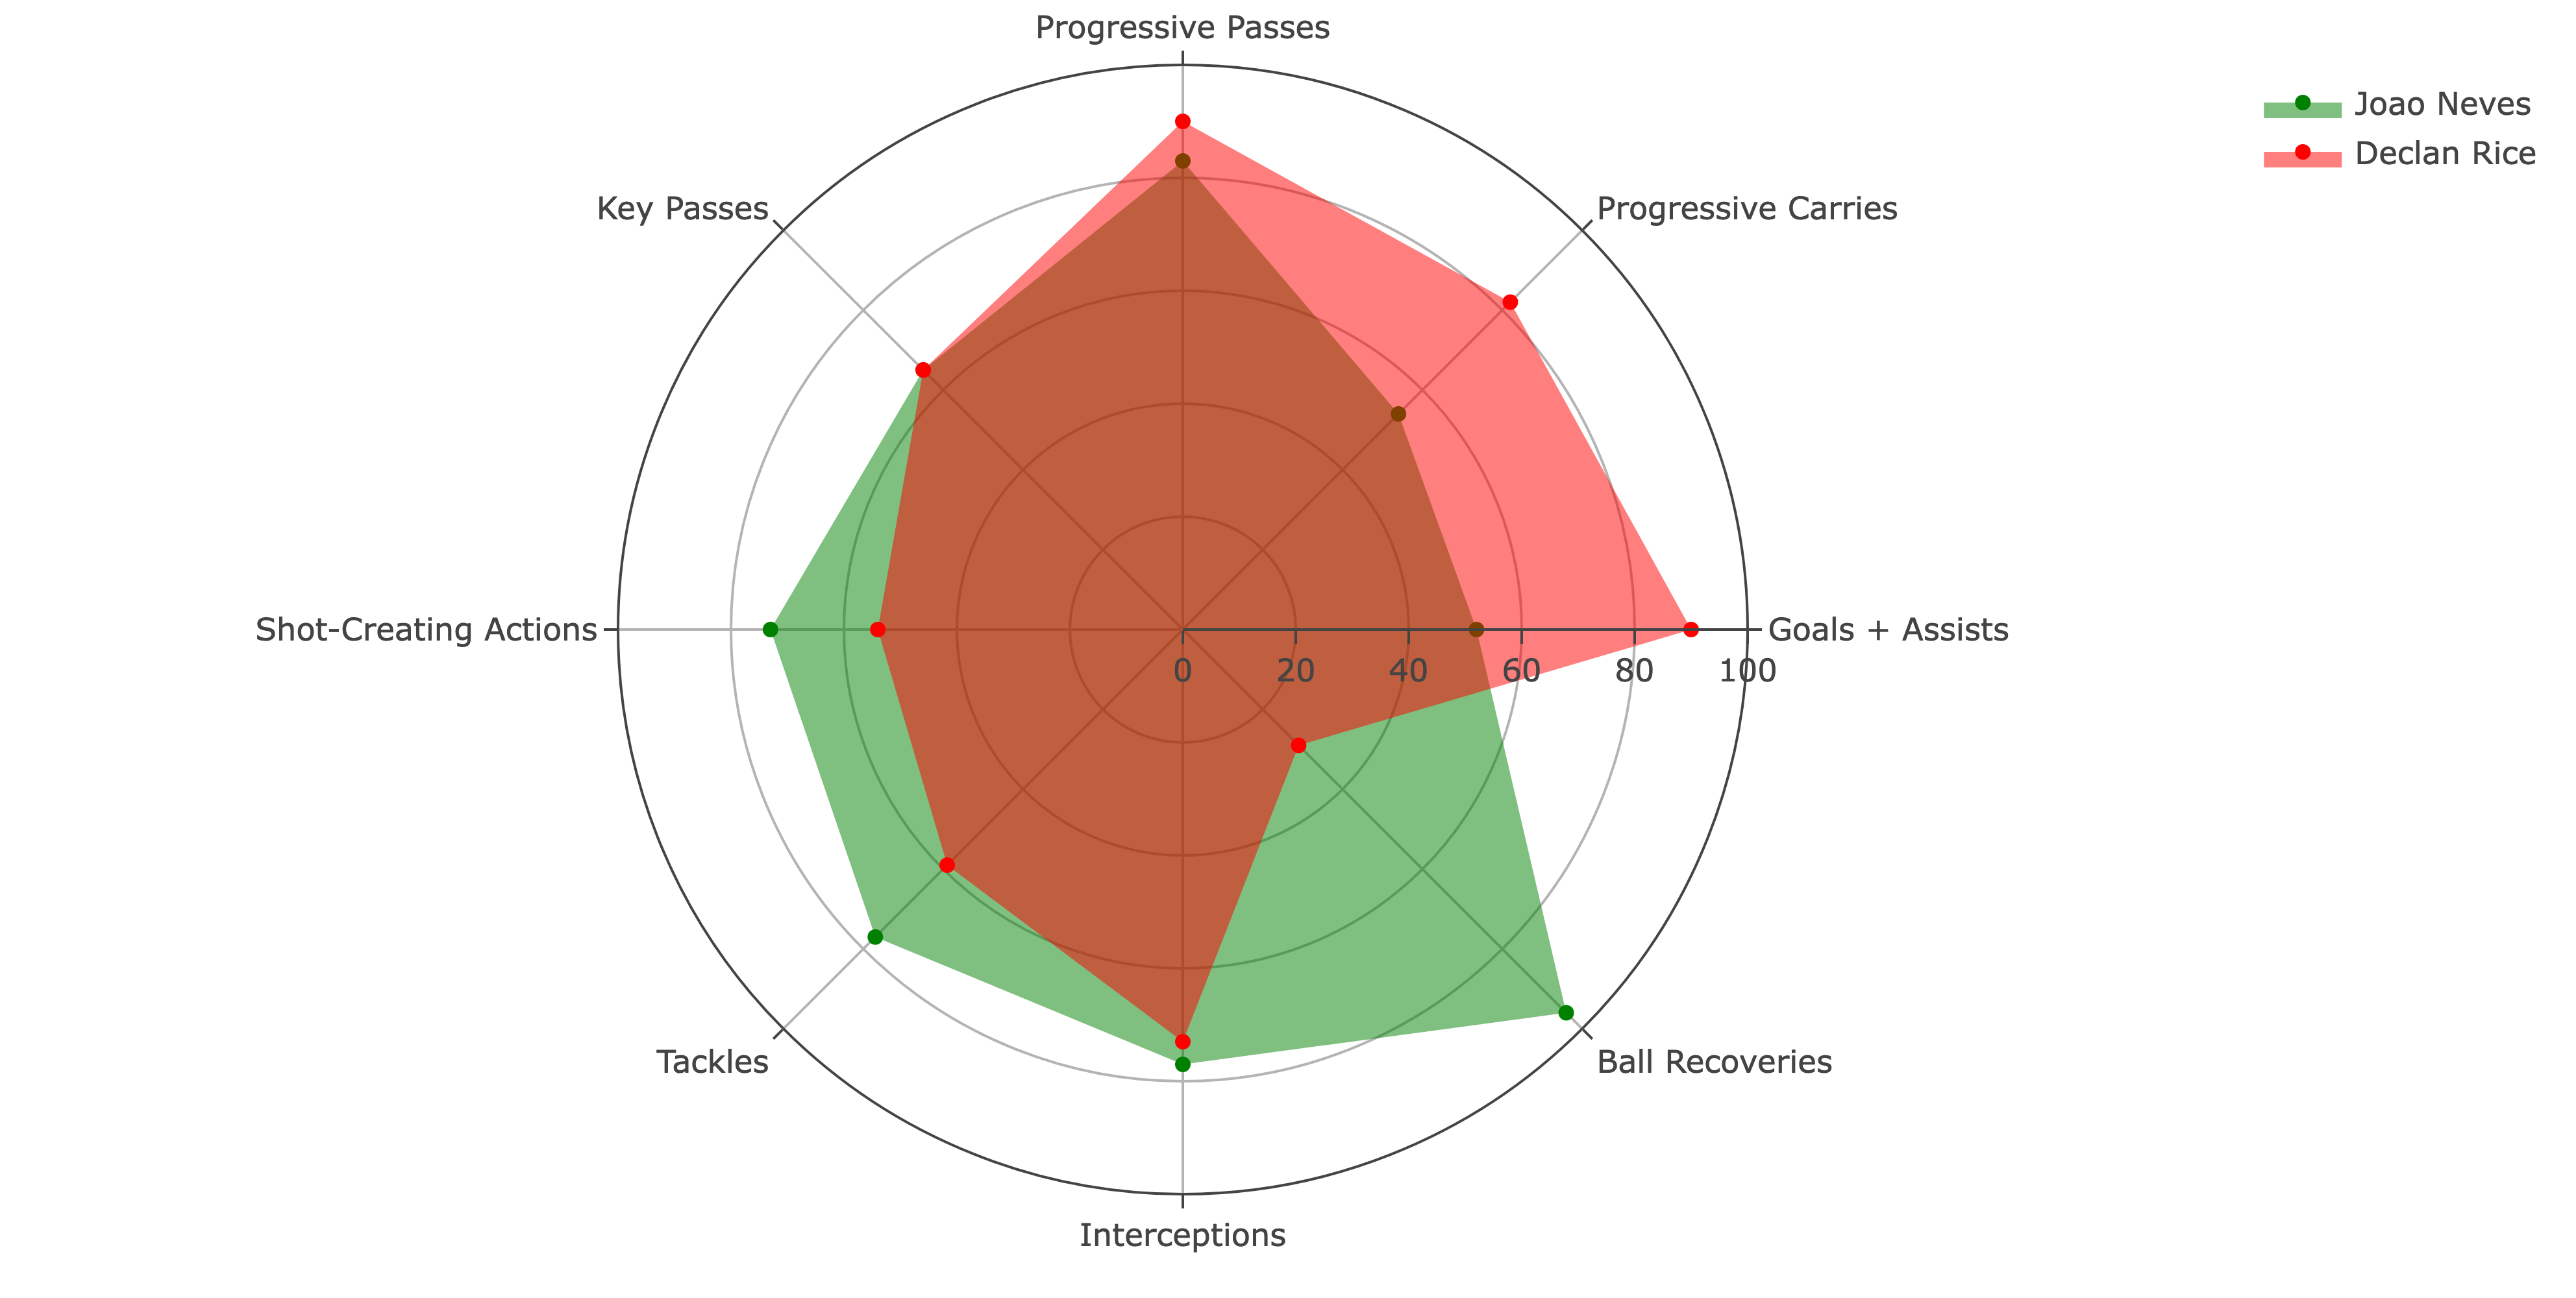 Progressive Passes
Joao Neves
Declan Rice
Key Passes
Progressive Carries
Shot-Creating Actions
Goals + Assists
0 20 40 60 80 100
Tackles
Ball Recoveries
Interceptions